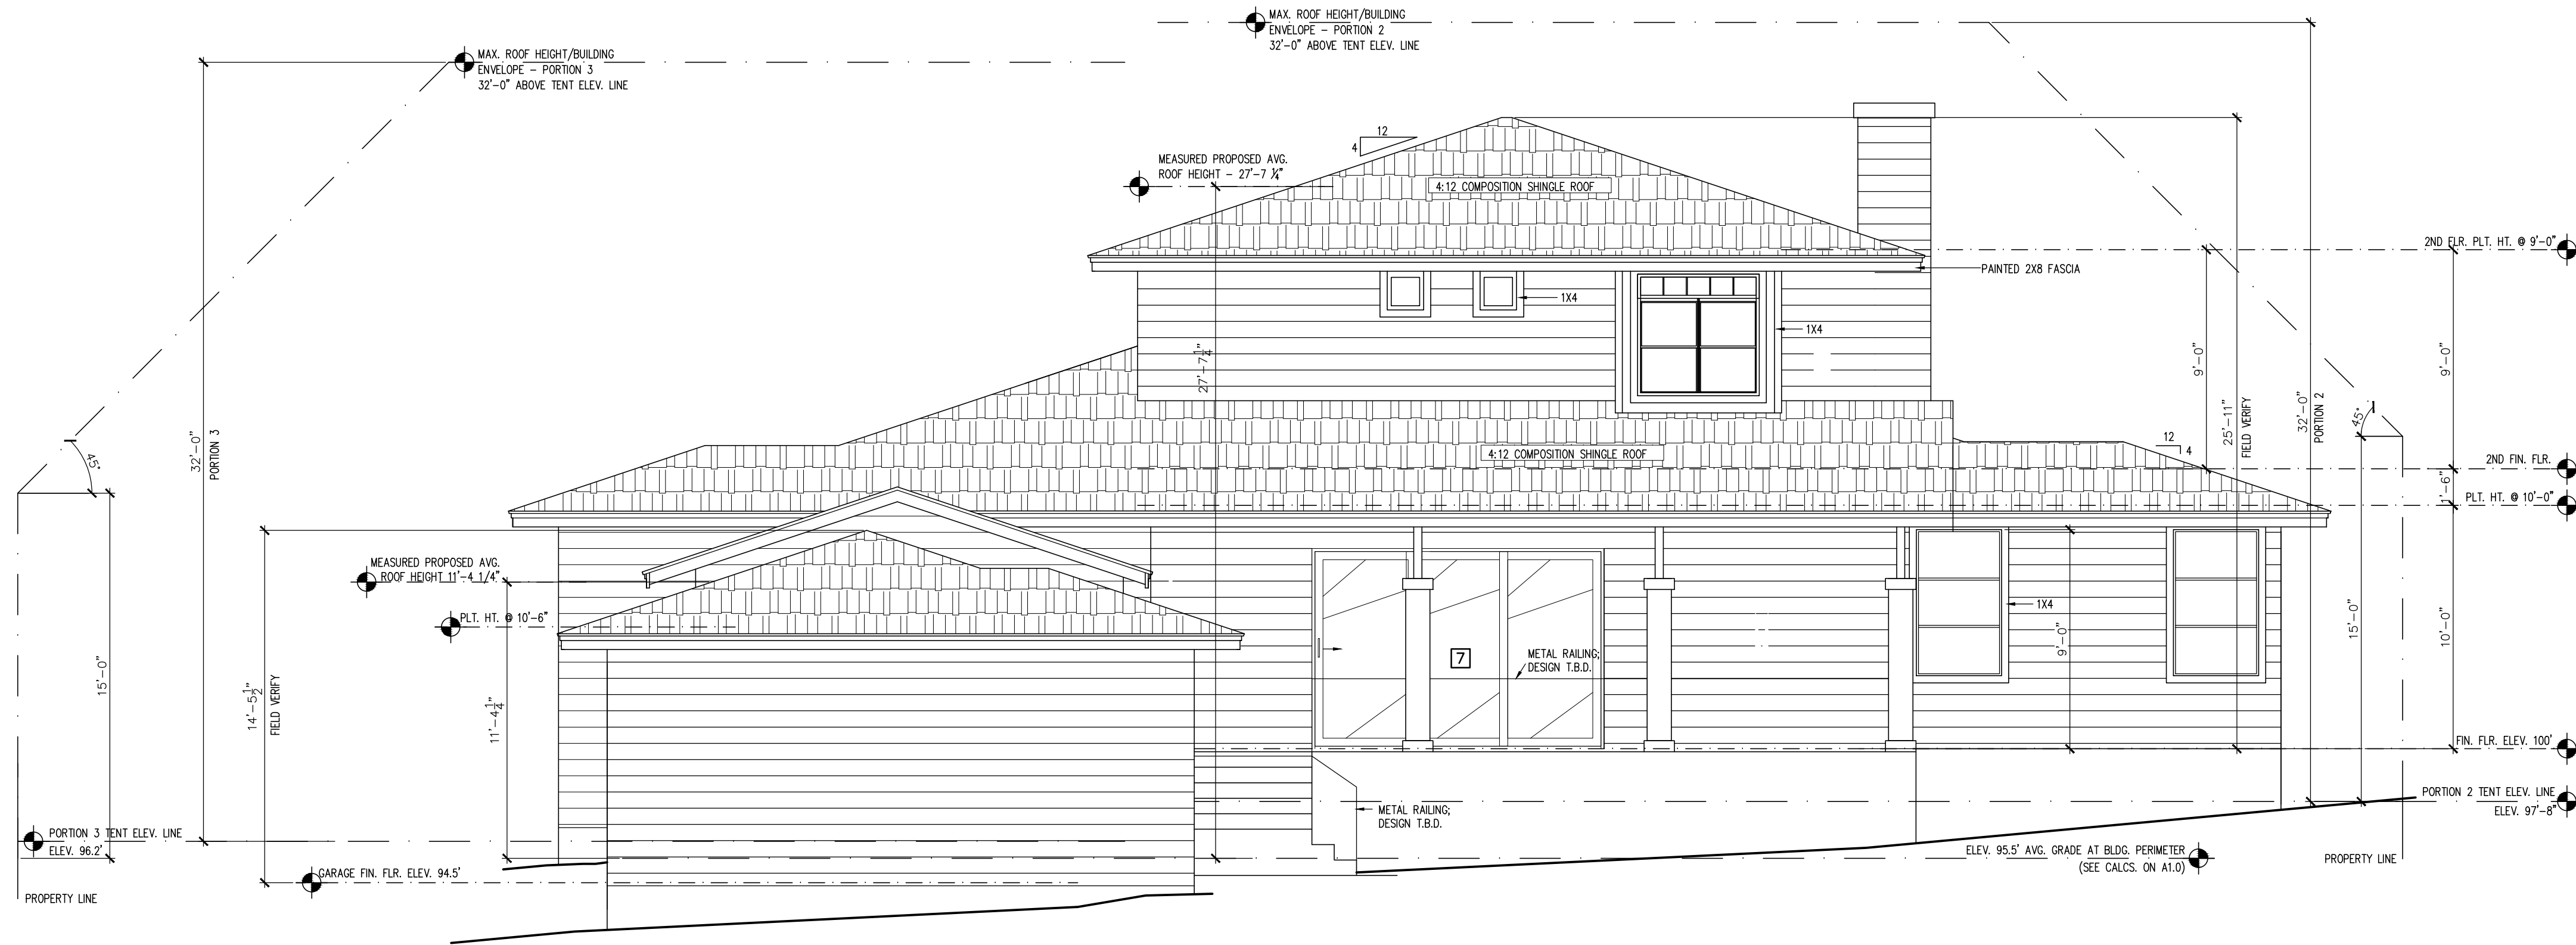 MAX. ROOF HEIGHT/BUILDING
ENVELOPE - PORTION 2
32'-0" ABOVE TENT ELEV. LINE
MAX. ROOF HEIGHT/BUILDING
ENVELOPE - PORTION 3
32'-0" ABOVE TENT ELEV. LINE
12
4
MEASURED PROPOSED AVG.
ROOF HEIGHT - 27'-7 1/4"
4:12 COMPOSITION SHINGLE ROOF
2ND FLR. PLT. HT. @ 9'-0"
PAINTED 2X8 FASCIA
1X4
1X4
27'-7 1/4"
9'-0"
9'-0"
25'-11"
FIELD VERIFY
32'-0"
PORTION 2
45°
32'-0"
PORTION 3
45°
4:12 COMPOSITION SHINGLE ROOF
12
4
2ND FIN. FLR.
1'-6"
PLT. HT. @ 10'-0"
MEASURED PROPOSED AVG.
ROOF HEIGHT 11'-4 1/4"
PLT. HT. @ 10'-6"
1X4
9'-0"
15'-0"
10'-0"
15'-0"
14'-5 1/2"
FIELD VERIFY
11'-4 1/4"
7
METAL RAILING;
DESIGN T.B.D.
FIN. FLR. ELEV. 100'
PORTION 2 TENT ELEV. LINE
ELEV. 97'-8"
METAL RAILING;
DESIGN T.B.D.
PORTION 3 TENT ELEV. LINE
ELEV. 96.2'
ELEV. 95.5' AVG. GRADE AT BLDG. PERIMETER
(SEE CALCS. ON A1.0)
PROPERTY LINE
GARAGE FIN. FLR. ELEV. 94.5'
PROPERTY LINE